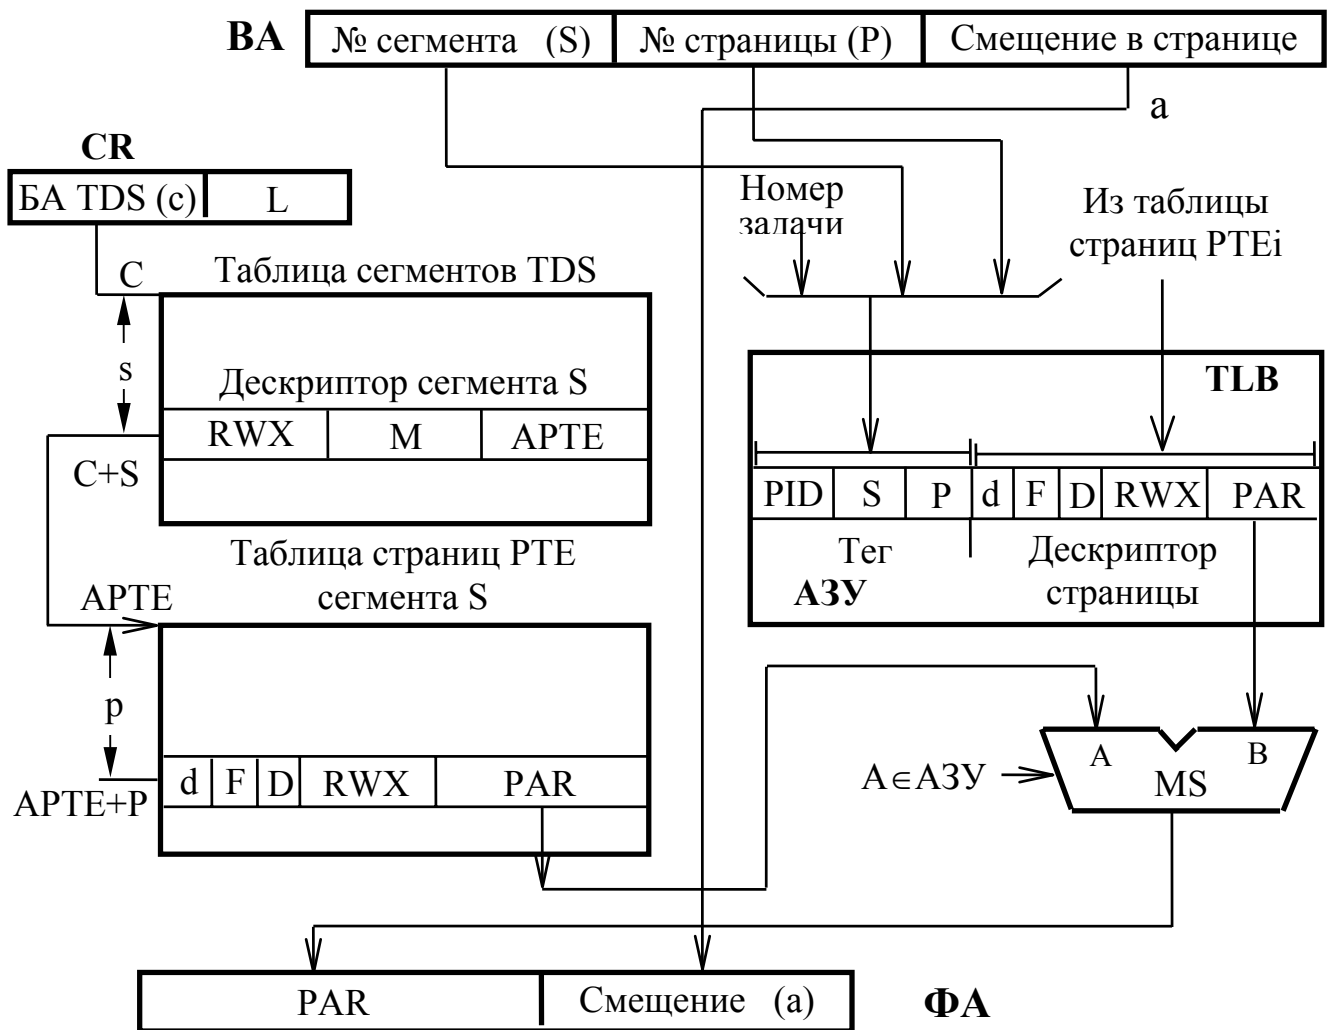 ВА № сегмента (S) № страницы (P) Смещение в странице
a
CR
БА TDS (c) L
Номер
задачи
Из таблицы
страниц PTEi
C Таблица сегментов TDS
s
Дескриптор сегмента S
RWX M APTE
C+S
TLB
PID S P d F D RWX PAR
Тег
АЗУ
Дескриптор
страницы
Таблица страниц PTE
сегмента S
APTE
p
d F D RWX PAR
APTE+P
A∈АЗУ
A B
MS
PAR Смещение (a) ФА